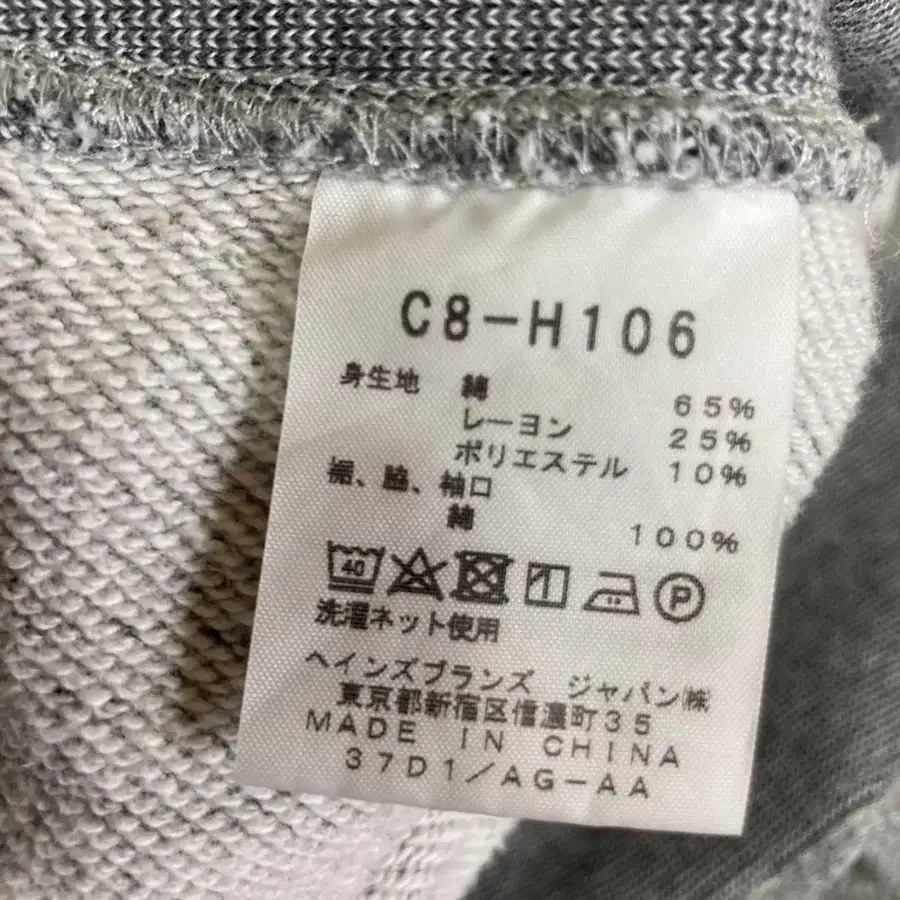 C8-H106
身生地 綿 65%
レーヨン 25%
ポリエステル 10%
裾、脇、袖口
綿 100%
40 P
洗濯ネット使用
ヘインズブランズ ジャパン㈱
東京都新宿区信濃町35
MADE IN CHINA
37D1/AG-AA